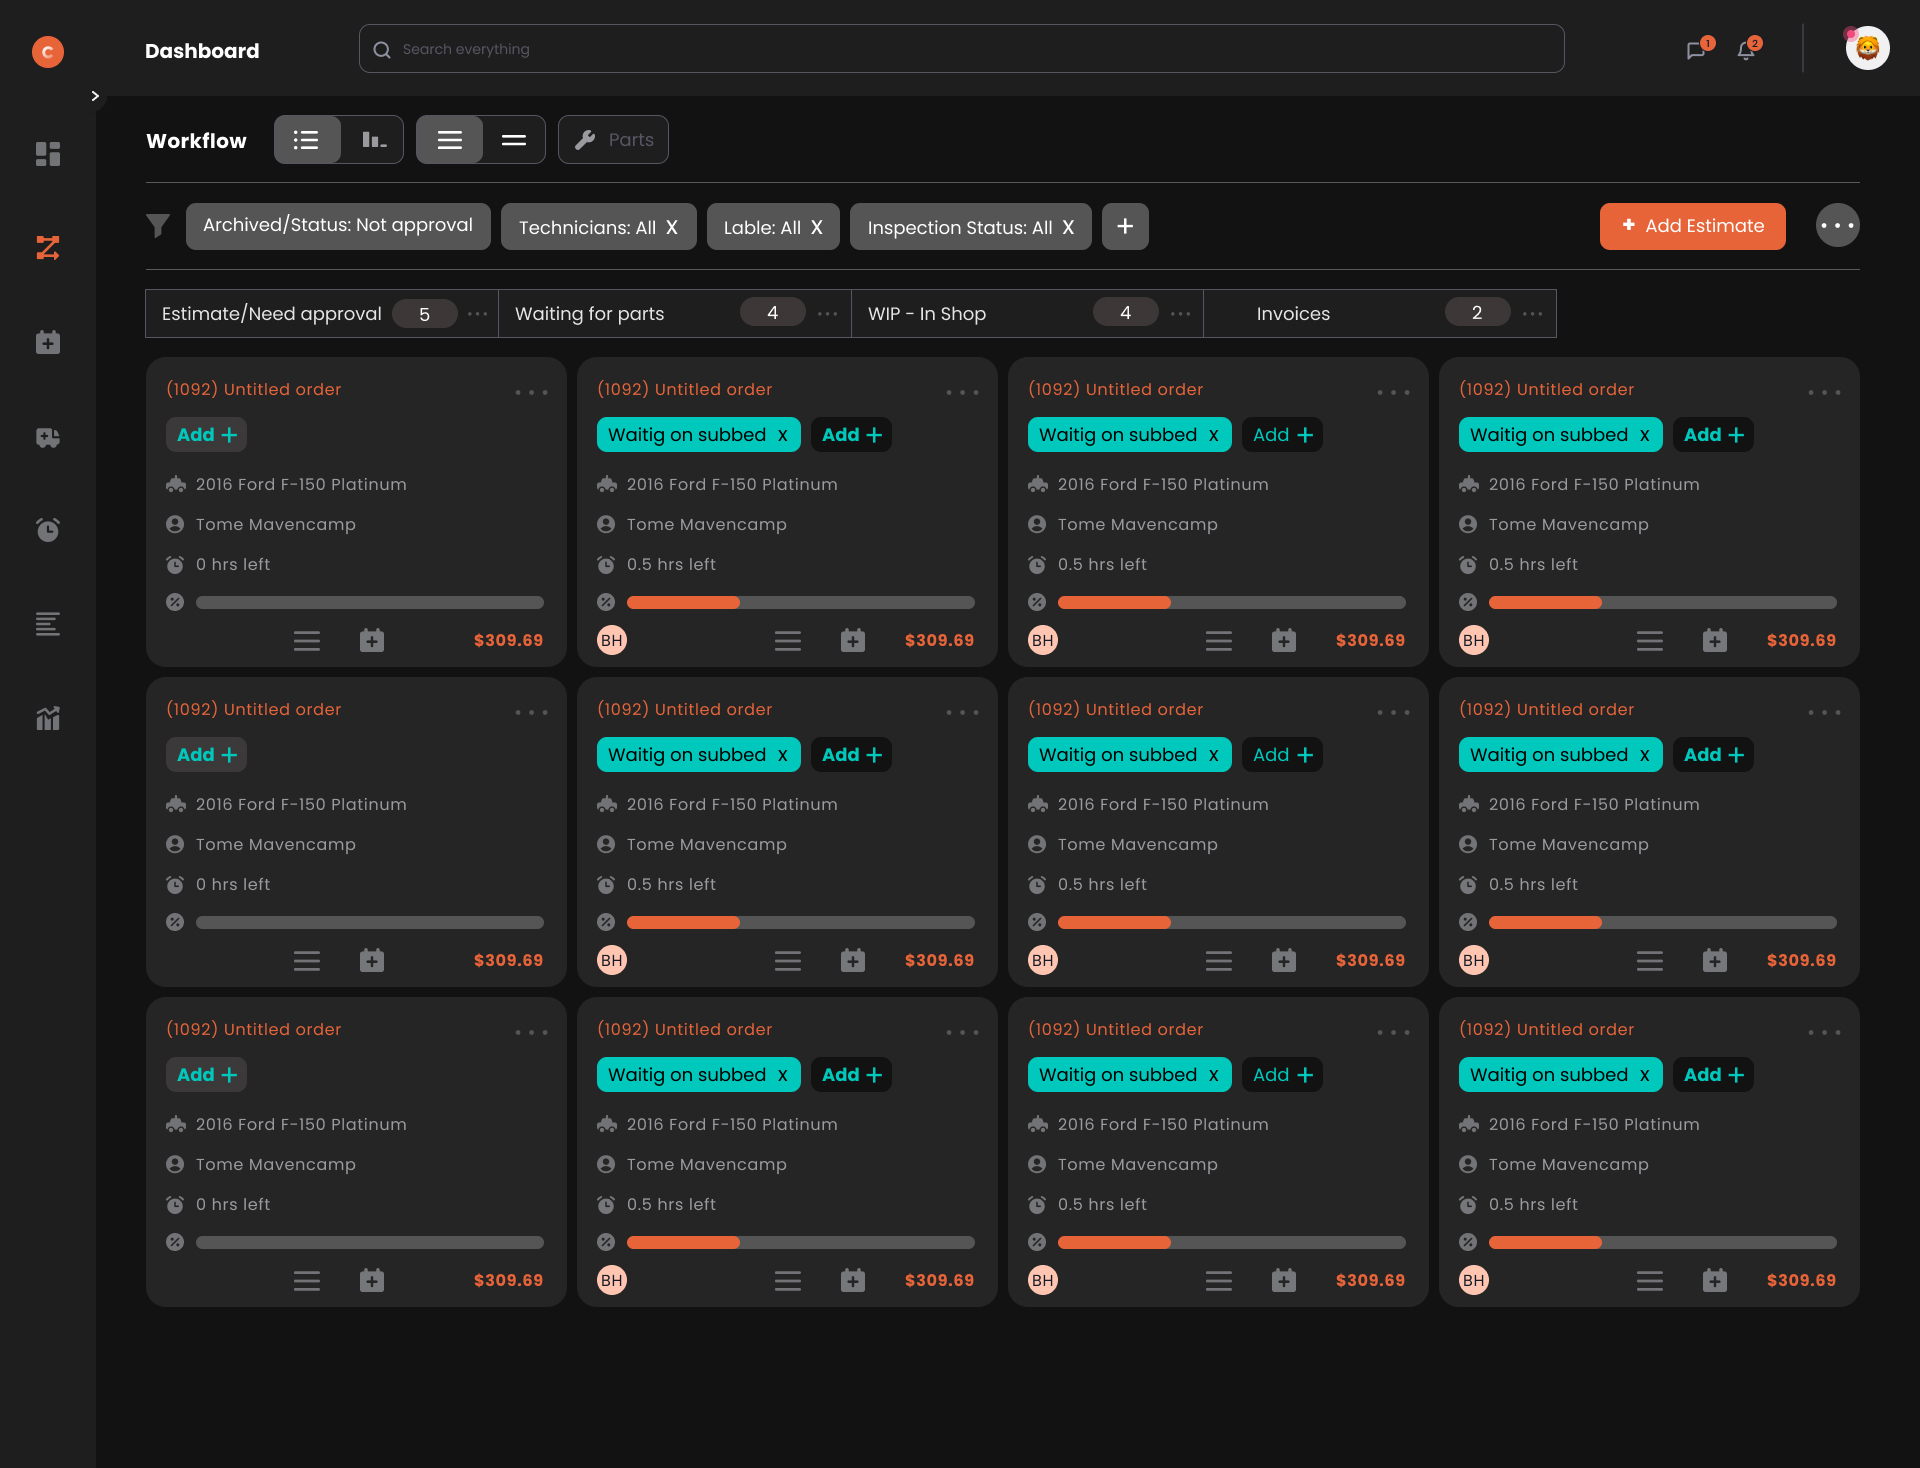 C
Dashboard
Search everything
1
2
Workflow
Parts
Archived/Status: Not approval
Technicians: All X
Lable: All X
Inspection Status: All X
+
+ Add Estimate
Estimate/Need approval 5
Waiting for parts 4
WIP - In Shop 4
Invoices 2
(1092) Untitled order
Add +
2016 Ford F-150 Platinum
Tome Mavencamp
0 hrs left
$309.69
(1092) Untitled order
Waitig on subbed x Add +
2016 Ford F-150 Platinum
Tome Mavencamp
0.5 hrs left
BH $309.69
(1092) Untitled order
Waitig on subbed x Add +
2016 Ford F-150 Platinum
Tome Mavencamp
0.5 hrs left
BH $309.69
(1092) Untitled order
Waitig on subbed x Add +
2016 Ford F-150 Platinum
Tome Mavencamp
0.5 hrs left
BH $309.69
(1092) Untitled order
Add +
2016 Ford F-150 Platinum
Tome Mavencamp
0 hrs left
$309.69
(1092) Untitled order
Waitig on subbed x Add +
2016 Ford F-150 Platinum
Tome Mavencamp
0.5 hrs left
BH $309.69
(1092) Untitled order
Waitig on subbed x Add +
2016 Ford F-150 Platinum
Tome Mavencamp
0.5 hrs left
BH $309.69
(1092) Untitled order
Waitig on subbed x Add +
2016 Ford F-150 Platinum
Tome Mavencamp
0.5 hrs left
BH $309.69
(1092) Untitled order
Add +
2016 Ford F-150 Platinum
Tome Mavencamp
0 hrs left
$309.69
(1092) Untitled order
Waitig on subbed x Add +
2016 Ford F-150 Platinum
Tome Mavencamp
0.5 hrs left
BH $309.69
(1092) Untitled order
Waitig on subbed x Add +
2016 Ford F-150 Platinum
Tome Mavencamp
0.5 hrs left
BH $309.69
(1092) Untitled order
Waitig on subbed x Add +
2016 Ford F-150 Platinum
Tome Mavencamp
0.5 hrs left
BH $309.69